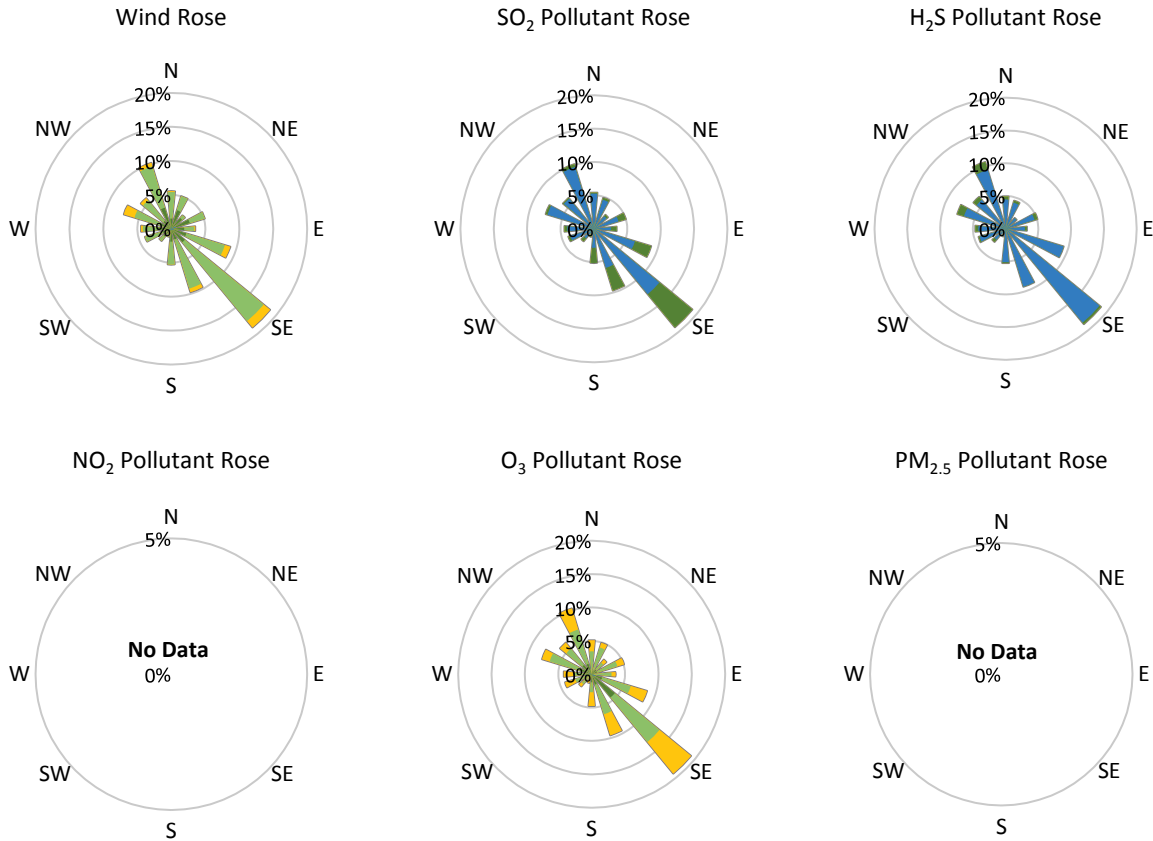 Wind Rose
N
20%
15%
10%
5%
0%
NW
NE
W
E
SW
SE
S
SO2 Pollutant Rose
N
20%
15%
10%
5%
0%
NW
NE
W
E
SW
SE
S
H2S Pollutant Rose
N
20%
15%
10%
5%
0%
NW
NE
W
E
SW
SE
S
NO2 Pollutant Rose
N
5%
NW
NE
No Data
W
0%
E
SW
SE
S
O3 Pollutant Rose
N
20%
15%
10%
5%
0%
NW
NE
W
E
SW
SE
S
PM2.5 Pollutant Rose
N
5%
NW
NE
No Data
W
0%
E
SW
SE
S